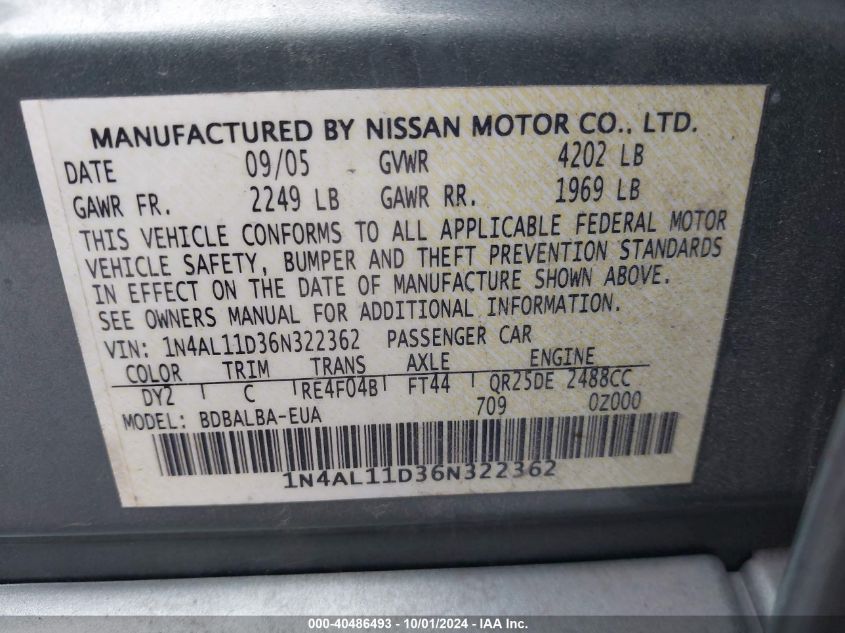 MANUFACTURED BY NISSAN MOTOR CO., LTD.
DATE 09/05 GVWR 4202 LB
GAWR FR. 2249 LB GAWR RR. 1969 LB
THIS VEHICLE CONFORMS TO ALL APPLICABLE FEDERAL MOTOR
VEHICLE SAFETY, BUMPER AND THEFT PREVENTION STANDARDS
IN EFFECT ON THE DATE OF MANUFACTURE SHOWN ABOVE.
SEE OWNERS MANUAL FOR ADDITIONAL INFORMATION.
VIN: 1N4AL11D36N322362 PASSENGER CAR
COLOR TRIM TRANS AXLE ENGINE
DY2 C RE4F04B FT44 QR25DE 2488CC
MODEL: BDBALBA-EUA 709 0Z000
1N4AL11D36N322362
000-40486493 - 10/01/2024 - IAA Inc.